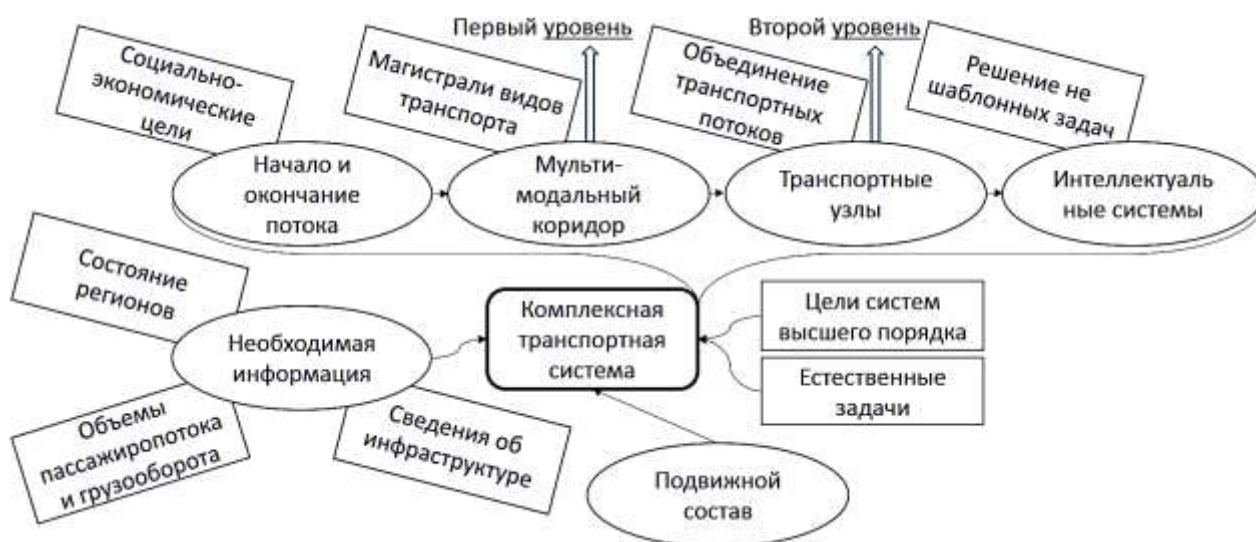 Первый уровень
Второй уровень
Социально-
экономические
цели
Магистрали видов
транспорта
Объединение
транспортных
потоков
Решение не
шаблонных задач
Начало и
окончание
потока
Мульти-
модальный
коридор
Транспортные
узлы
Интеллектуаль
ные системы
Состояние
регионов
Необходимая
информация
Объемы
пассажиропотока
и грузооборота
Сведения об
инфраструктуре
Комплексная
транспортная
система
Цели систем
высшего порядка
Естественные
задачи
Подвижной
состав